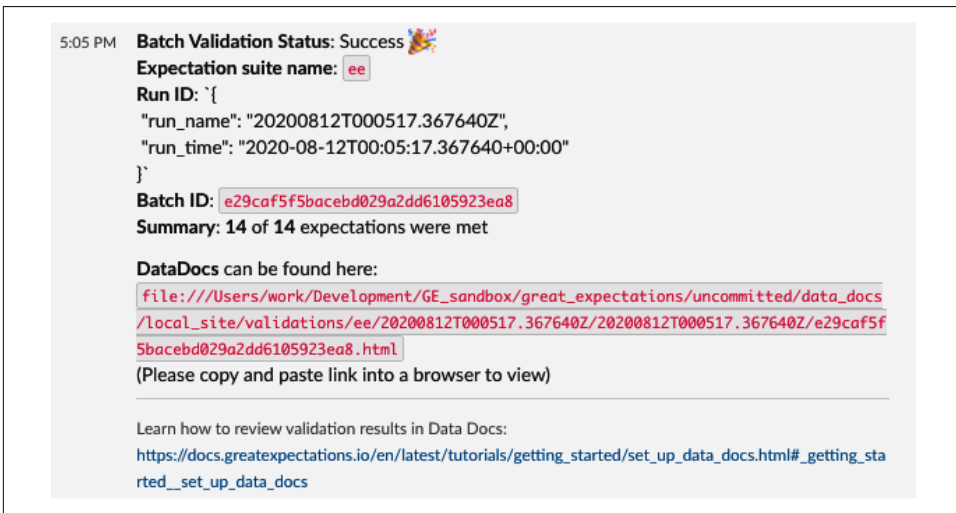 5:05 PM Batch Validation Status: Success 🎉
Expectation suite name: ee
Run ID: `{
"run_name": "20200812T000517.367640Z",
"run_time": "2020-08-12T00:05:17.367640+00:00"
}`
Batch ID: e29caf5f5bacebd029a2dd6105923ea8
Summary: 14 of 14 expectations were met
DataDocs can be found here:
file:///Users/work/Development/GE_sandbox/great_expectations/uncommitted/data_docs
/local_site/validations/ee/20200812T000517.367640Z/20200812T000517.367640Z/e29caf5f
5bacebd029a2dd6105923ea8.html
(Please copy and paste link into a browser to view)
Learn how to review validation results in Data Docs:
https://docs.greatexpectations.io/en/latest/tutorials/getting_started/set_up_data_docs.html#_getting_sta
rted__set_up_data_docs